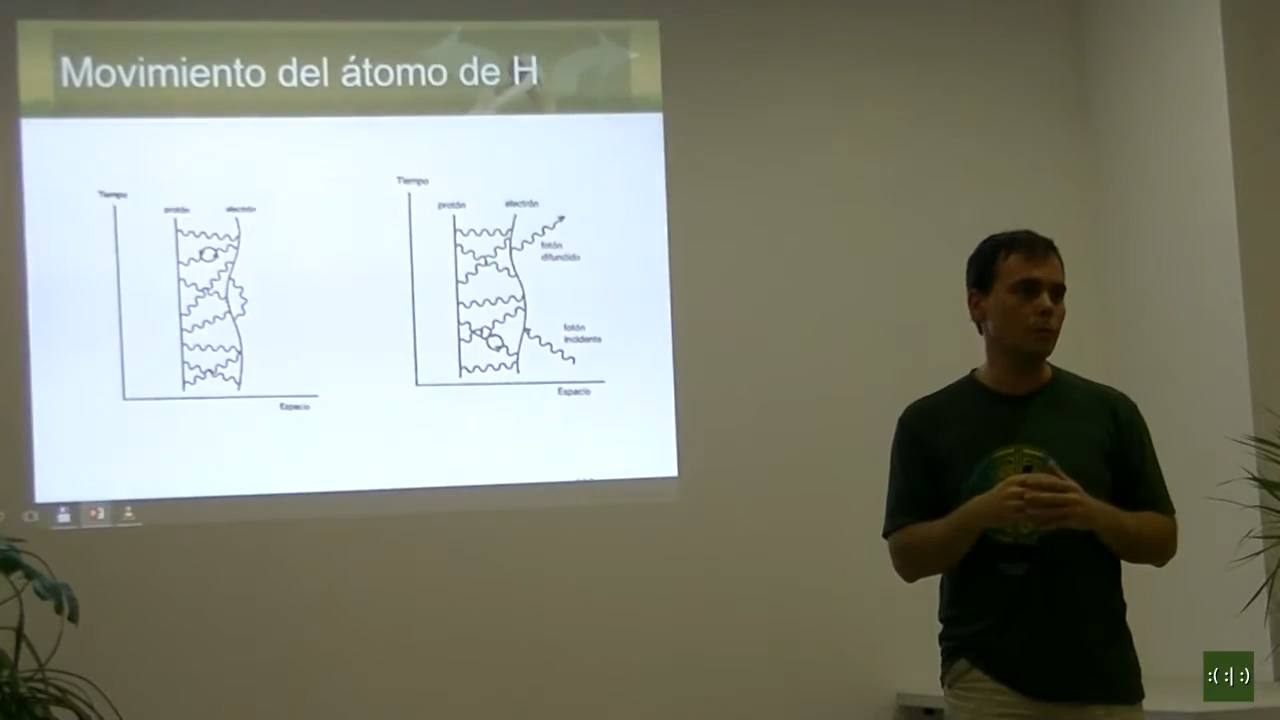 Movimiento del átomo de H
Tiempo
protón
electrón
Espacio
Tiempo
protón
electrón
fotón
difundido
fotón
incidente
Espacio
:( :| :)